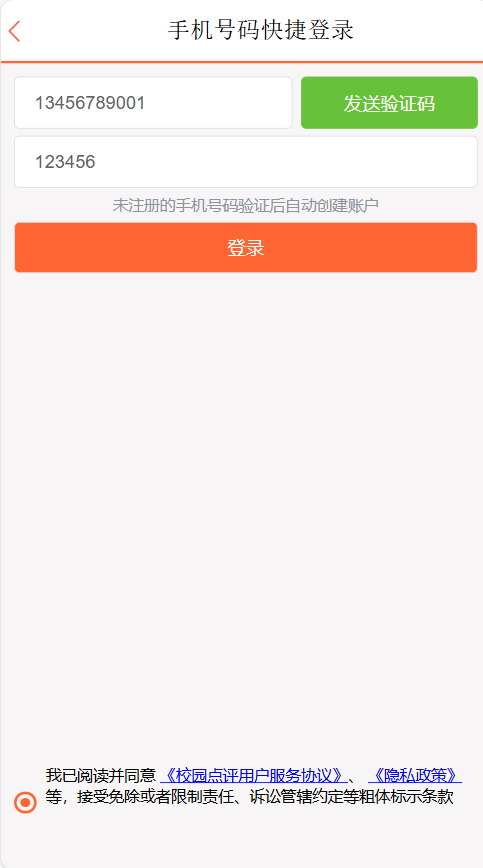 手机号码快捷登录
13456789001
发送验证码
123456
未注册的手机号码验证后自动创建账户
登录
我已阅读并同意 《校园点评用户服务协议》、 《隐私政策》
等，接受免除或者限制责任、诉讼管辖约定等粗体标示条款